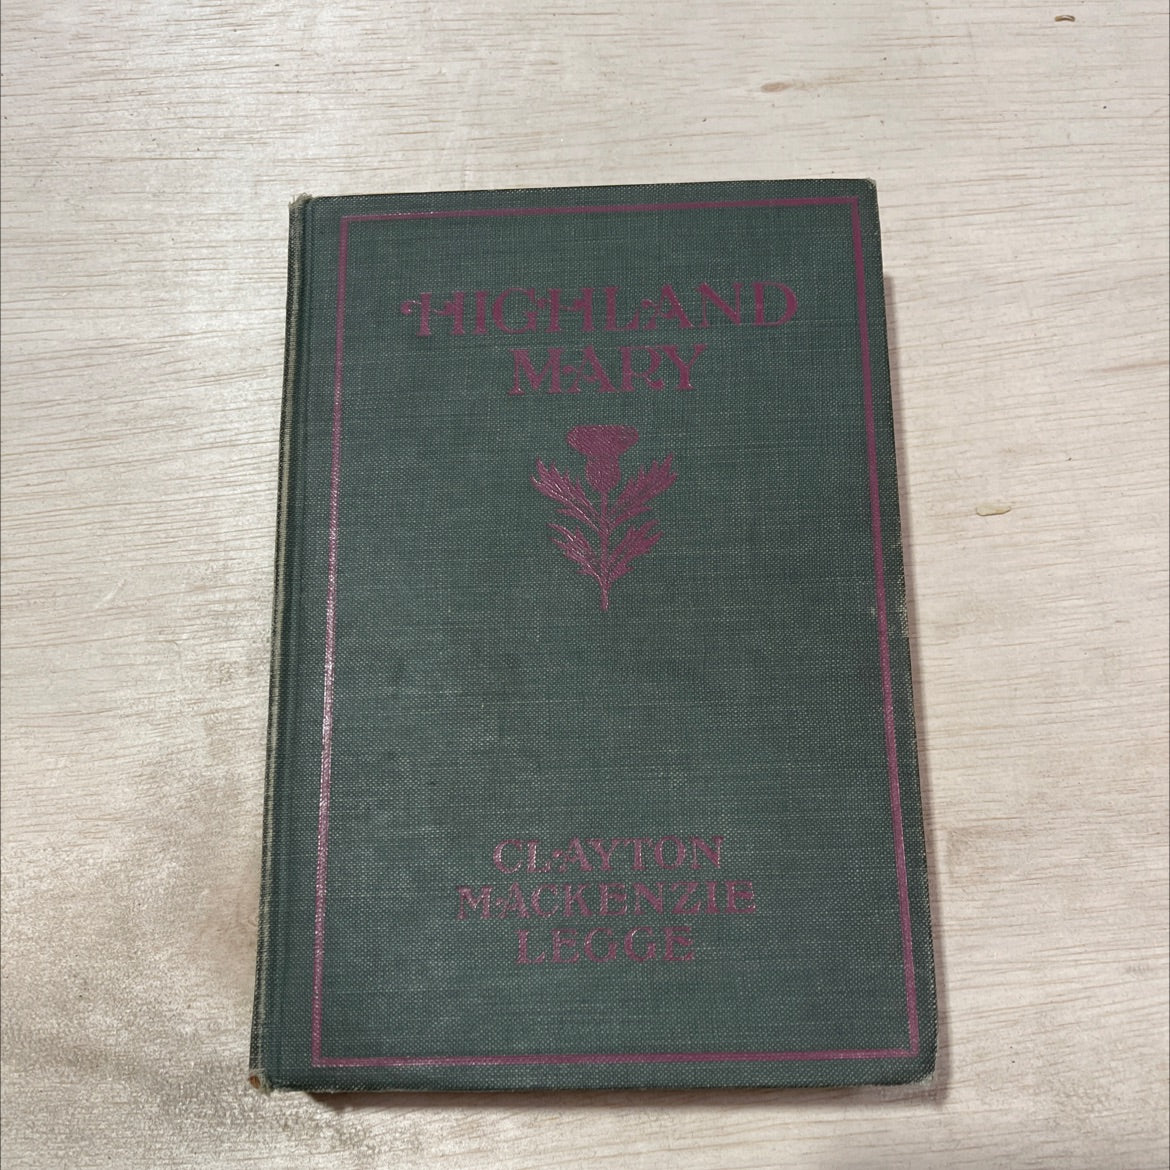 HIGHLAND
MARY
CLAYTON
MACKENZIE
LEGGE